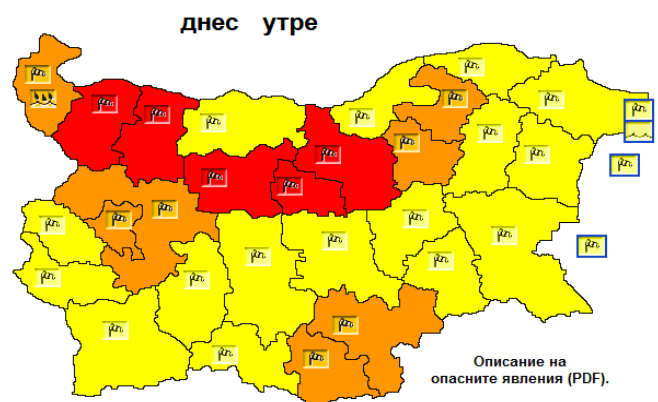 днес утре
Описание на
опасните явления (PDF).